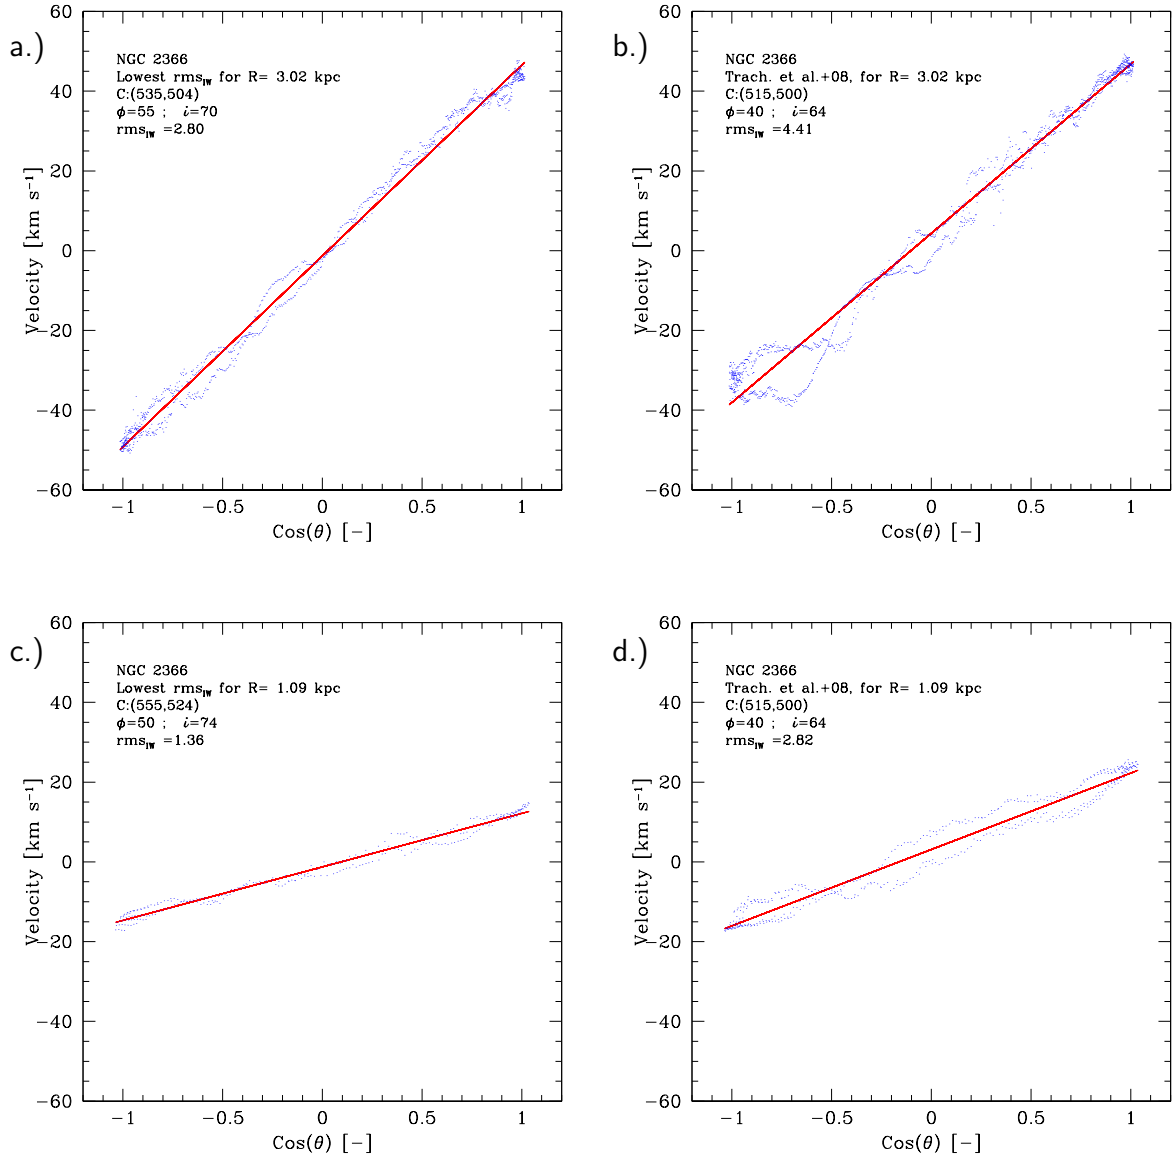 a.)
NGC 2366
Lowest rms_IW for R= 3.02 kpc
C:(535,504)
ϕ=55 ; i=70
rms_IW =2.80
60
40
20
0
−20
−40
−60
Velocity [km s⁻¹]
−1 −0.5 0 0.5 1
Cos(θ) [−]
b.)
NGC 2366
Trach. et al.+08, for R= 3.02 kpc
C:(515,500)
ϕ=40 ; i=64
rms_IW =4.41
60
40
20
0
−20
−40
−60
Velocity [km s⁻¹]
−1 −0.5 0 0.5 1
Cos(θ) [−]
c.)
NGC 2366
Lowest rms_IW for R= 1.09 kpc
C:(555,524)
ϕ=50 ; i=74
rms_IW =1.36
60
40
20
0
−20
−40
−60
Velocity [km s⁻¹]
−1 −0.5 0 0.5 1
Cos(θ) [−]
d.)
NGC 2366
Trach. et al.+08, for R= 1.09 kpc
C:(515,500)
ϕ=40 ; i=64
rms_IW =2.82
60
40
20
0
−20
−40
−60
Velocity [km s⁻¹]
−1 −0.5 0 0.5 1
Cos(θ) [−]